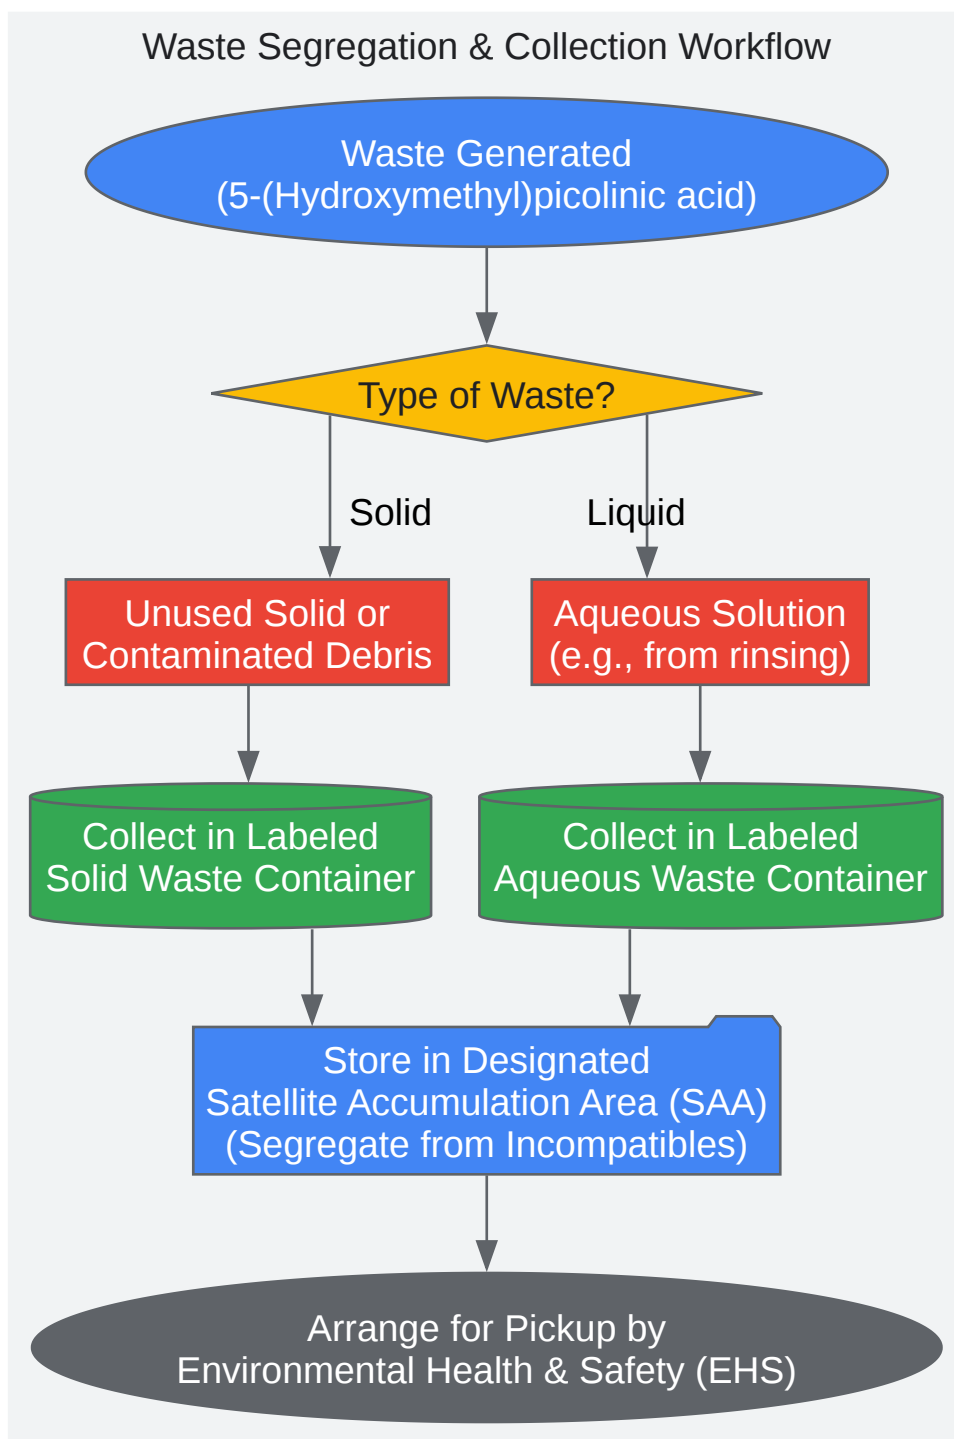 Waste Segregation & Collection Workflow
Waste Generated
(5-(Hydroxymethyl)picolinic acid)
Type of Waste?
Solid
Liquid
Unused Solid or
Contaminated Debris
Aqueous Solution
(e.g., from rinsing)
Collect in Labeled
Solid Waste Container
Collect in Labeled
Aqueous Waste Container
Store in Designated
Satellite Accumulation Area (SAA)
(Segregate from Incompatibles)
Arrange for Pickup by
Environmental Health & Safety (EHS)